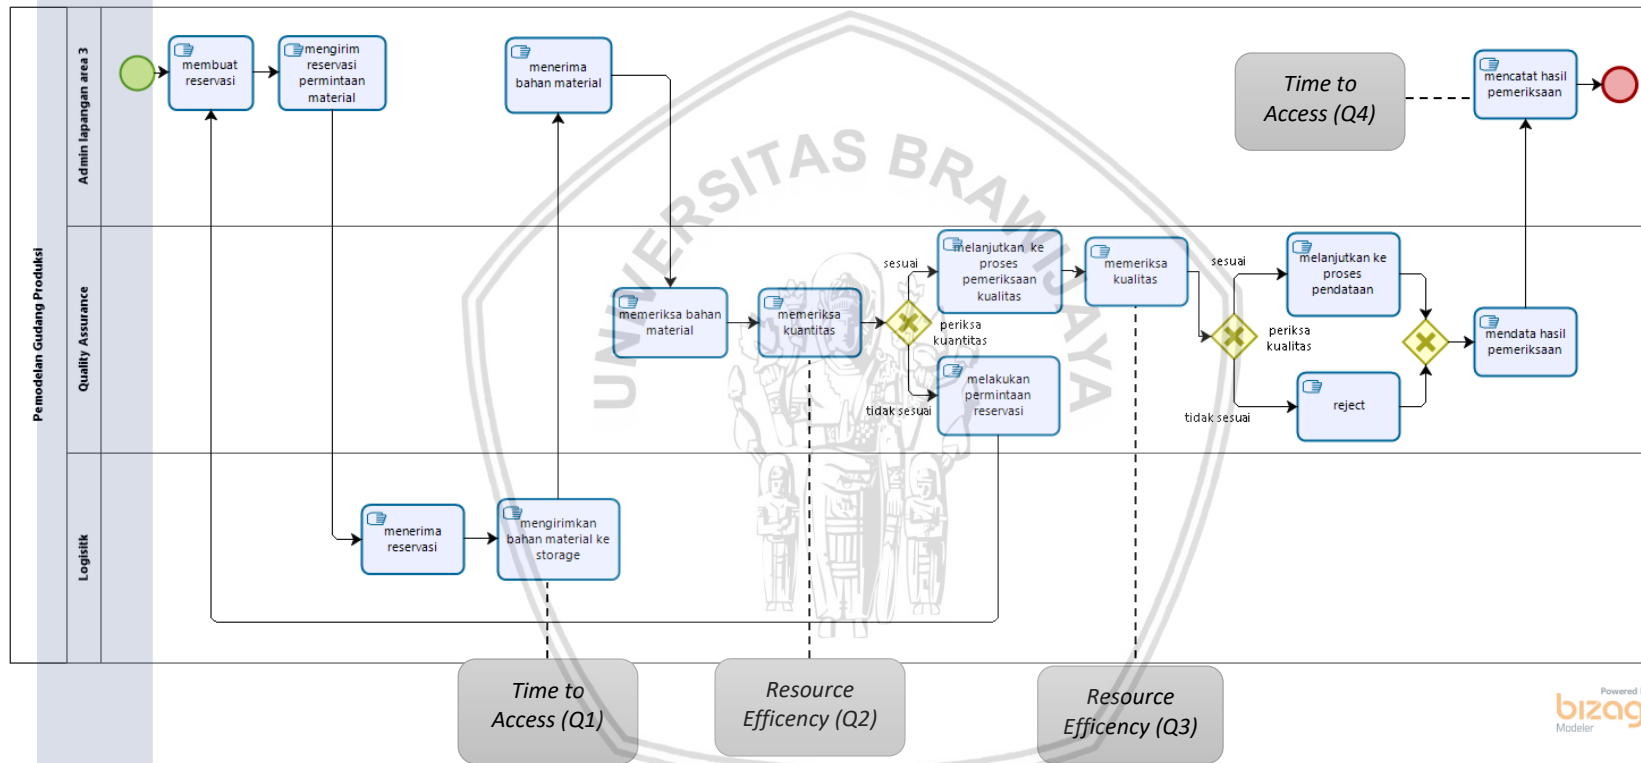 Pemodelan Gudang Produksi
Admin lapangan area 3
membuat
reservasi
mengirim
reservasi
permintaan
material
menerima
bahan material
Time to
Access (Q4)
mencatat hasil
pemeriksaan
UNIVERSITAS BRAWIJAYA
Quality Assurance
memeriksa bahan
material
memeriksa
kuantitas
sesuai
periksa
kuantitas
tidak sesuai
melanjutkan ke
proses
pemeriksaan
kualitas
melakukan
permintaan
reservasi
memeriksa
kualitas
sesuai
periksa
kualitas
tidak sesuai
melanjutkan ke
proses
pendataan
reject
mendata hasil
pemeriksaan
Logisitk
menerima
reservasi
mengirimkan
bahan material ke
storage
Time to
Access (Q1)
Resource
Efficency (Q2)
Resource
Efficency (Q3)
Powered
bizag
Modeler